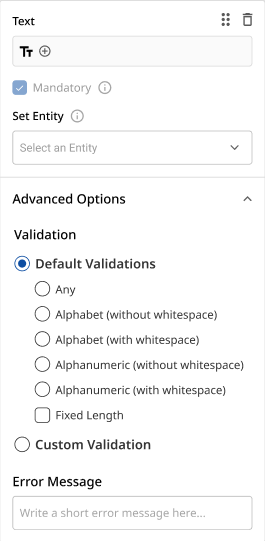 Text
Tт
Mandatory
Set Entity
Select an Entity
Advanced Options
Validation
Default Validations
Any
Alphabet (without whitespace)
Alphabet (with whitespace)
Alphanumeric (without whitespace)
Alphanumeric (with whitespace)
Fixed Length
Custom Validation
Error Message
Write a short error message here...